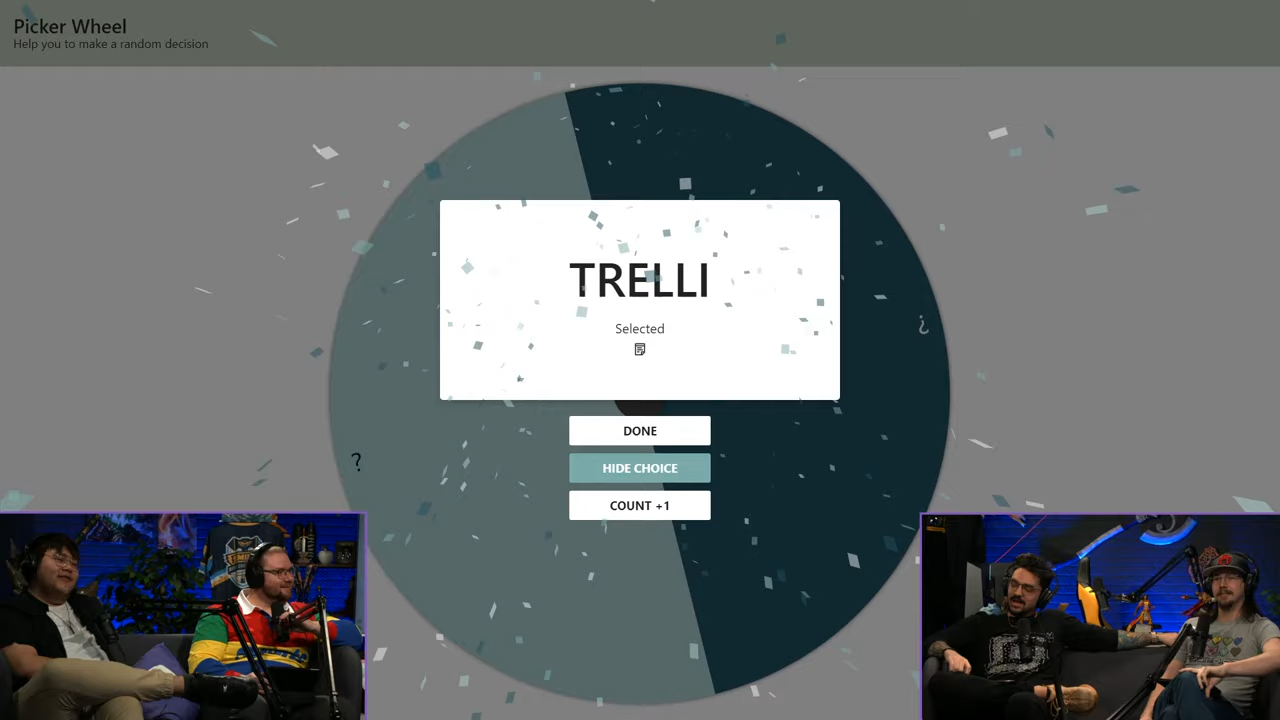 Picker Wheel
Help you to make a random decision
TRELLI
Selected
¿
?
DONE
HIDE CHOICE
COUNT +1